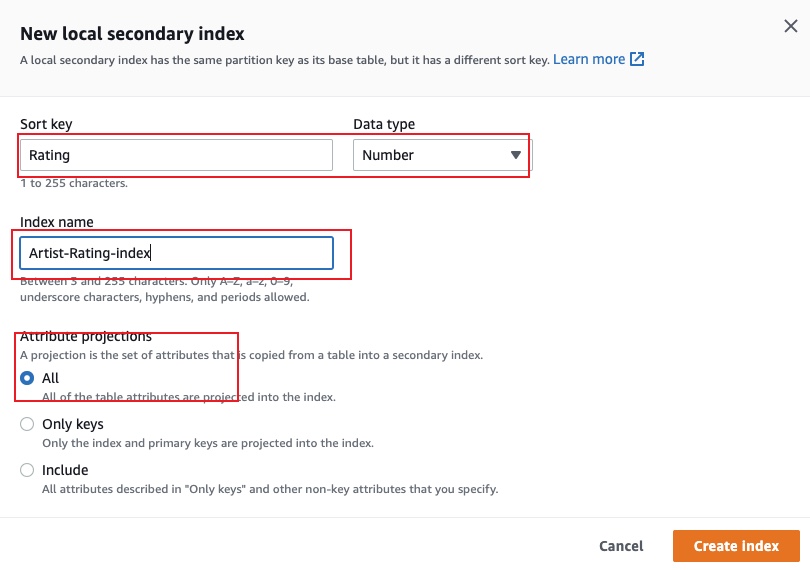 New local secondary index
A local secondary index has the same partition key as its base table, but it has a different sort key. Learn more
Sort key
Data type
Rating
Number
1 to 255 characters.
Index name
Artist-Rating-index
Between 3 and 255 characters. Only A–Z, a–z, 0–9,
underscore characters, hyphens, and periods allowed.
Attribute projections
A projection is the set of attributes that is copied from a table into a secondary index.
All
All of the table attributes are projected into the index.
Only keys
Only the index and primary keys are projected into the index.
Include
All attributes described in "Only keys" and other non-key attributes that you specify.
Cancel
Create index